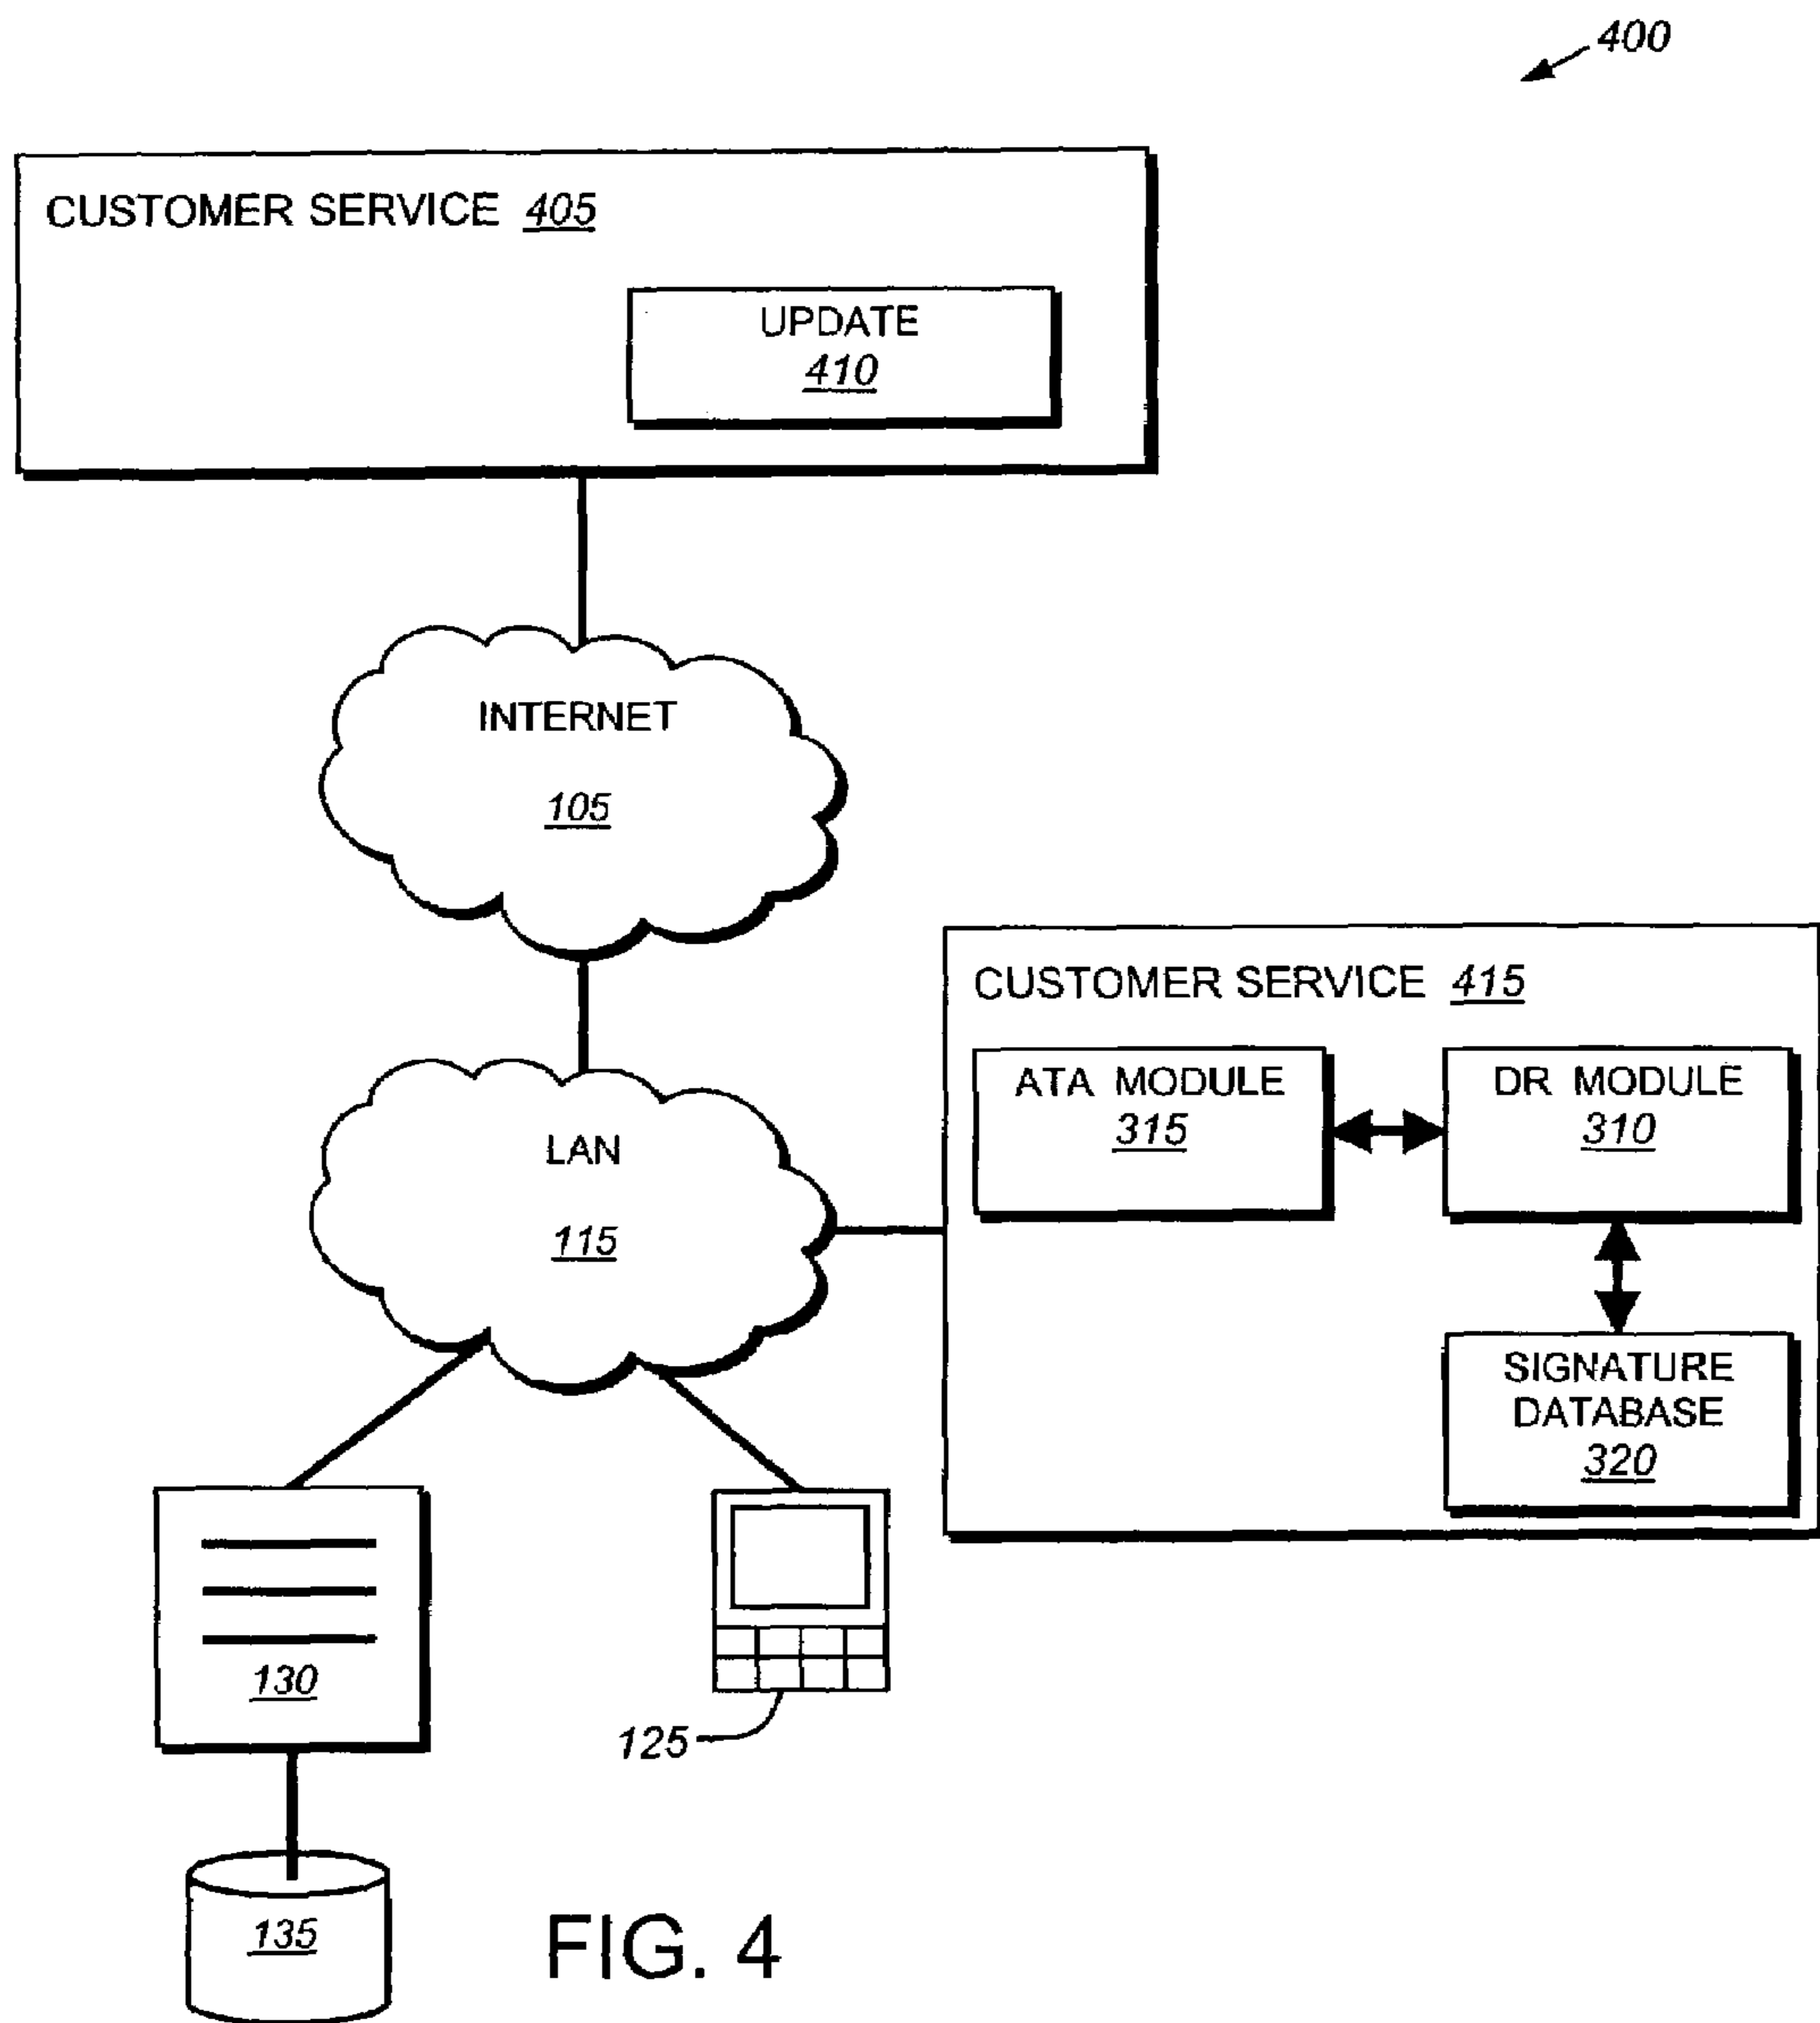 400
CUSTOMER SERVICE 405
UPDATE
410
INTERNET
105
CUSTOMER SERVICE 415
ATA MODULE
315
DR MODULE
310
LAN
115
SIGNATURE
DATABASE
320
130
125
135
FIG. 4